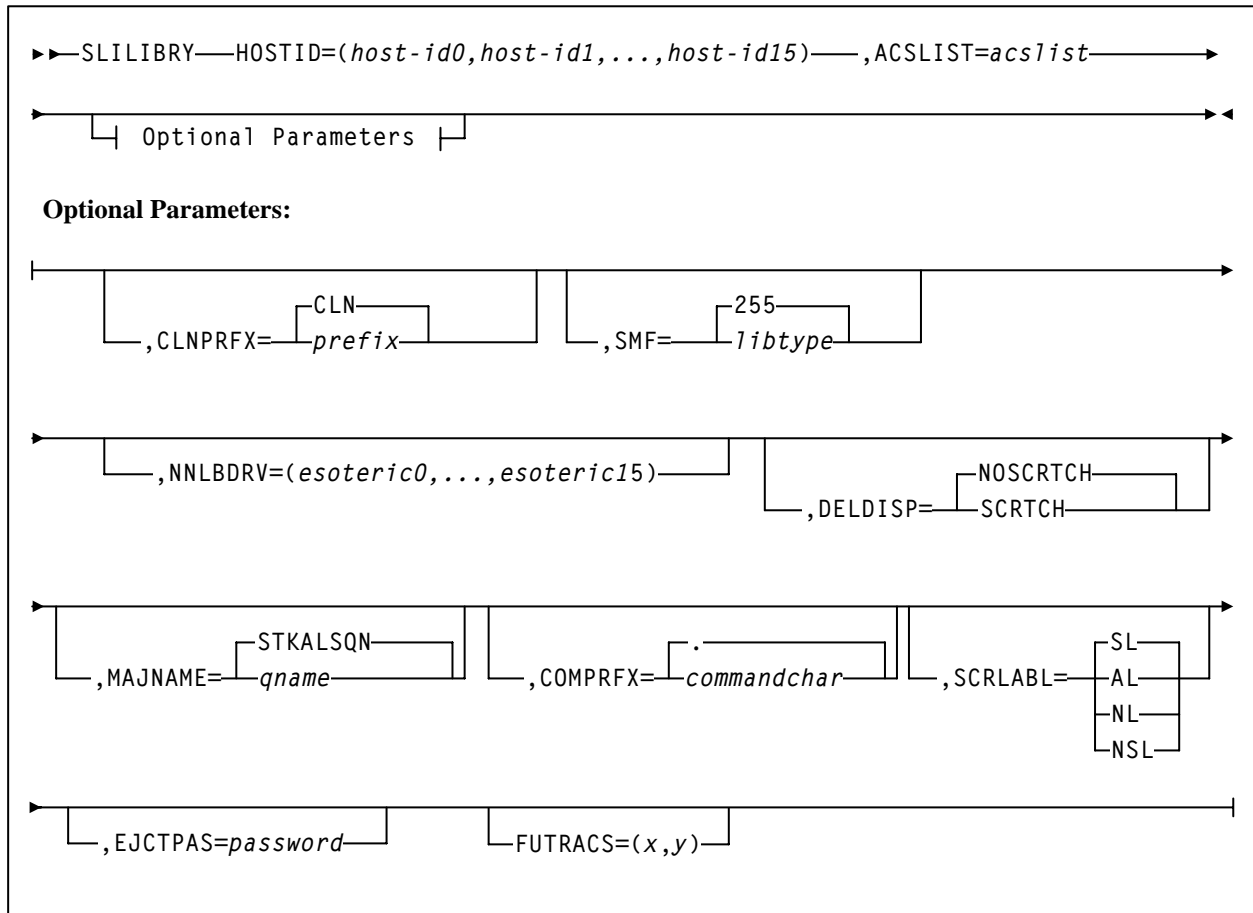 SLILIBRY HOSTID=(host-id0,host-id1,...,host-id15) ,ACSLIST=acslist
Optional Parameters
Optional Parameters:
CLN 255
,CLNPRFX= prefix ,SMF= libtype
,NNLBDRV=(esoteric0,...,esoteric15) NOSCRTCH
,DELDISP= SCRTCH
STKALSQN . SL
,MAJNAME= qname ,COMPRFX= commandchar ,SCRLABL= AL
NL
NSL
,EJCTPAS=password FUTRACS=(x,y)